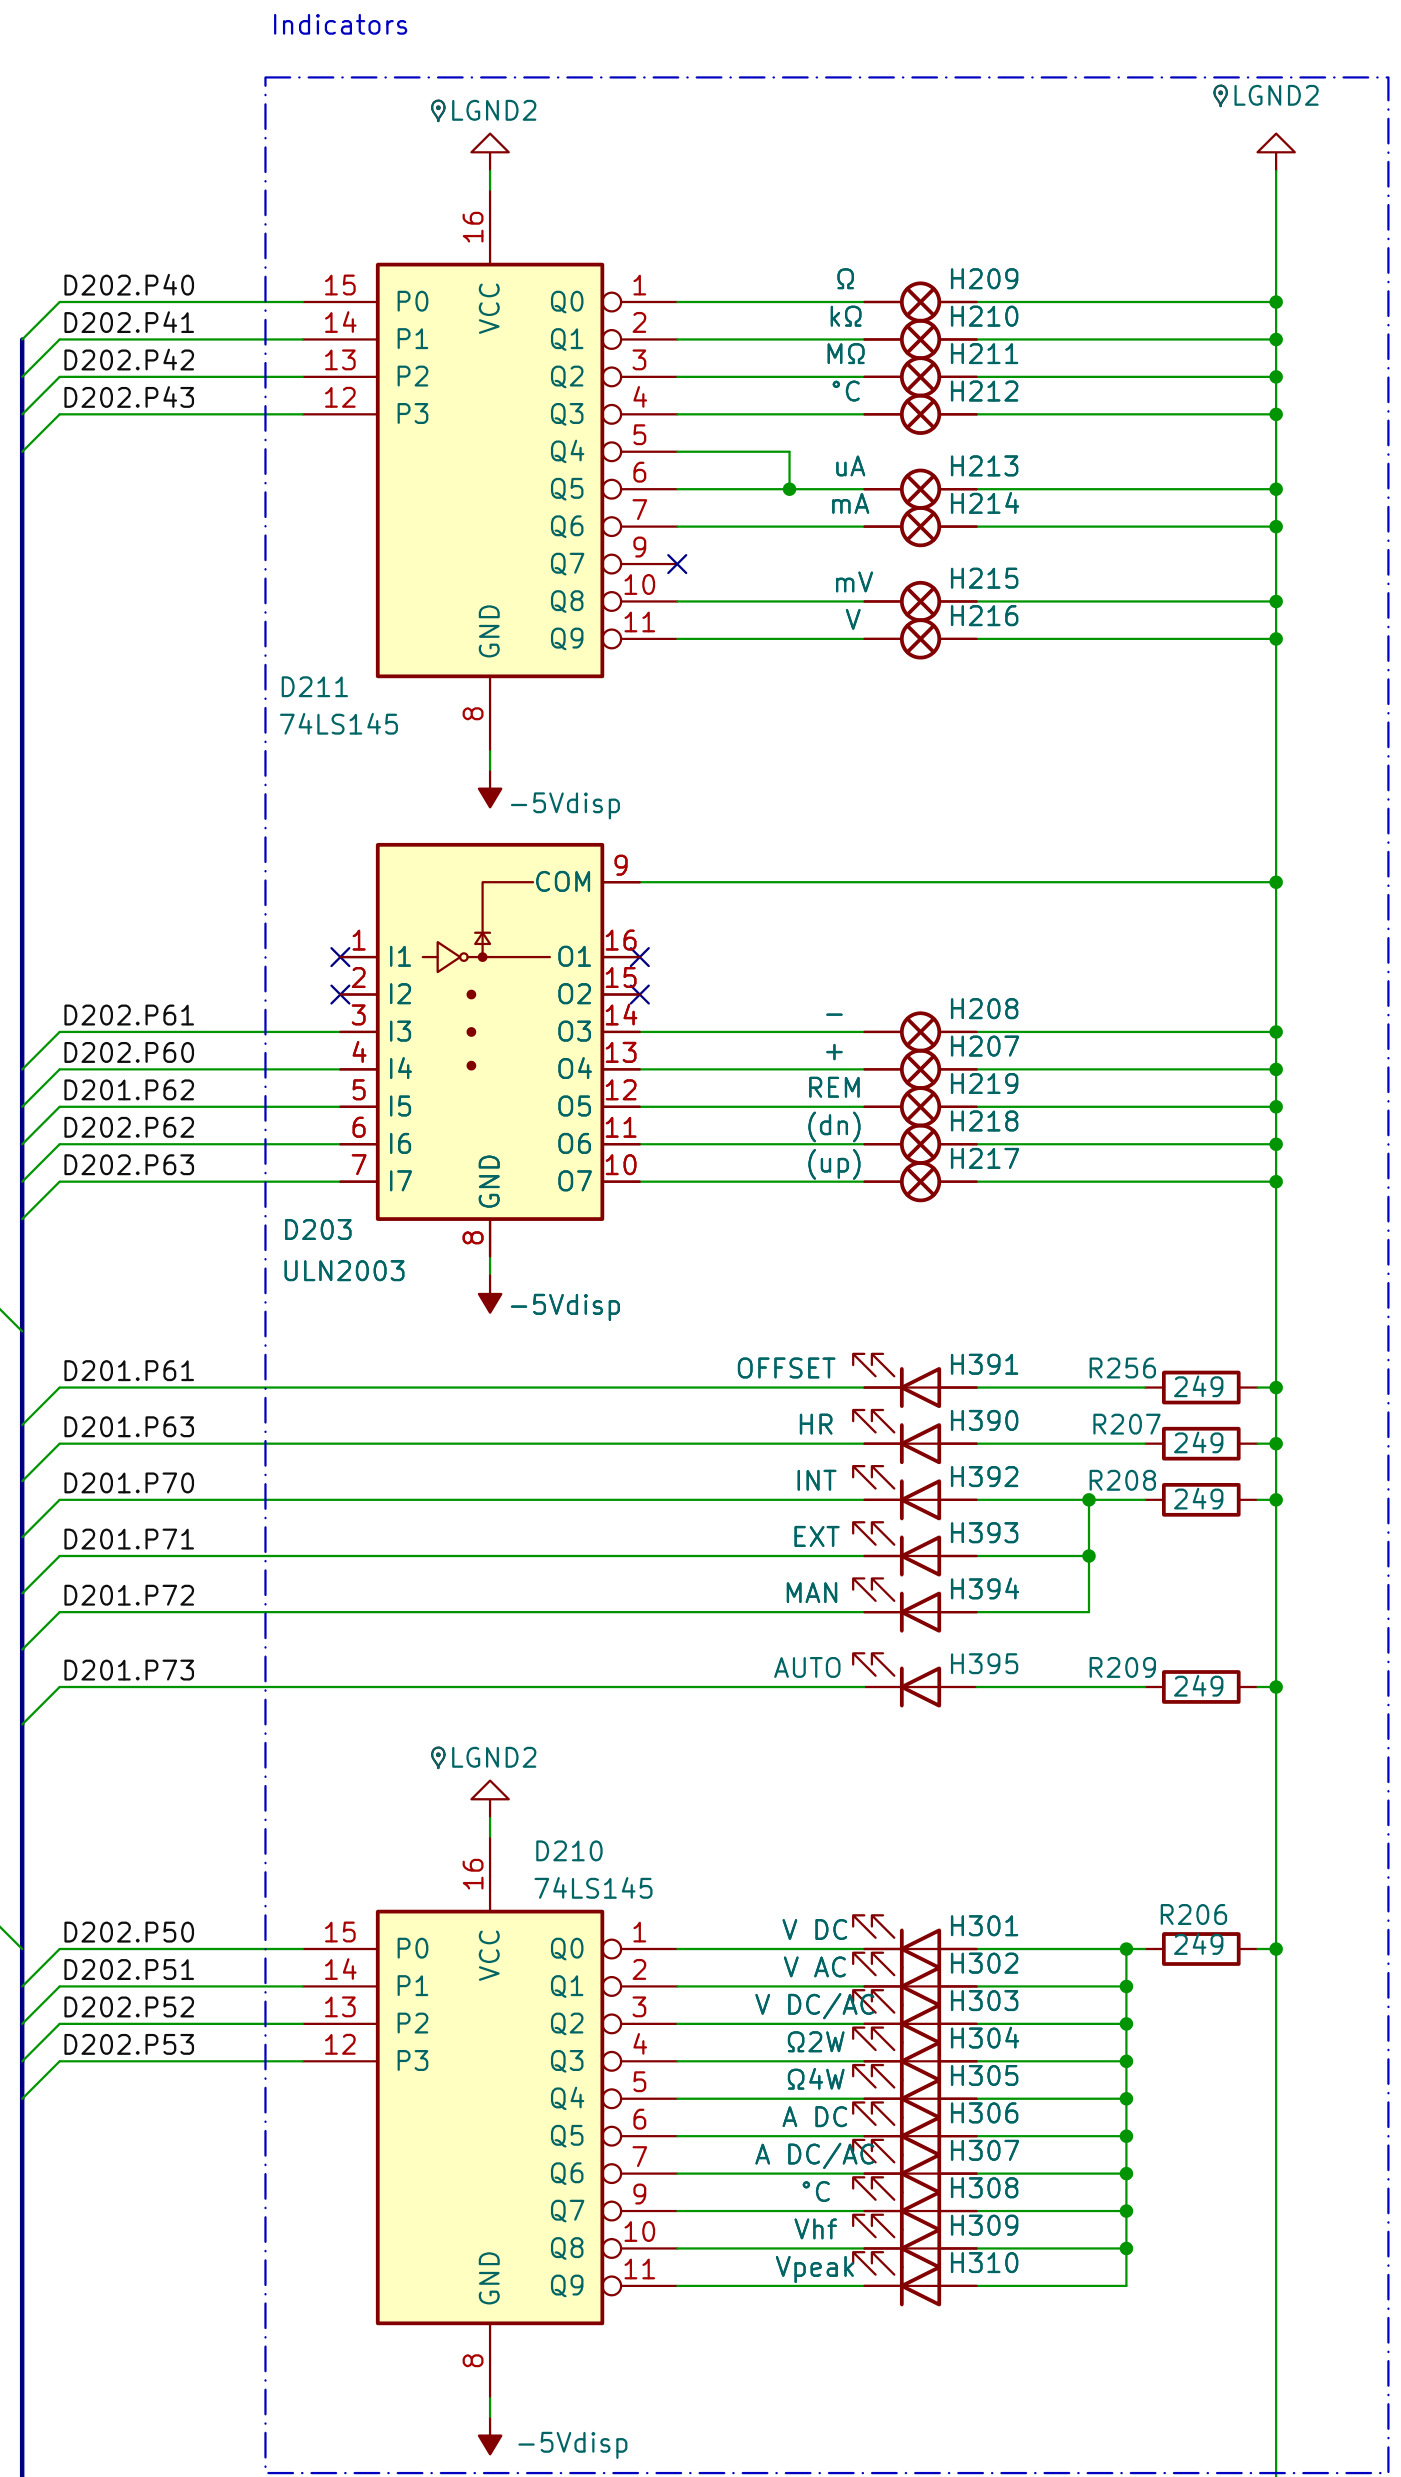 Indicators
LGND2
LGND2
16
D202.P40 15 P0 VCC Q0 1 Ω H209
D202.P41 14 P1 Q1 2 kΩ H210
D202.P42 13 P2 Q2 3 MΩ H211
D202.P43 12 P3 Q3 4 °C H212
Q4 5
Q5 6 uA H213
Q6 7 mA H214
Q7 9
Q8 10 mV H215
GND Q9 11 V H216
D211
74LS145
8
-5Vdisp
COM 9
1 I1 O1 16
2 I2 O2 15
D202.P61 3 I3 O3 14 - H208
D202.P60 4 I4 O4 13 + H207
D201.P62 5 I5 O5 12 REM H219
D202.P62 6 I6 O6 11 (dn) H218
D202.P63 7 I7 GND O7 10 (up) H217
D203
8
ULN2003
-5Vdisp
D201.P61 OFFSET H391 R256 249
D201.P63 HR H390 R207 249
D201.P70 INT H392 R208 249
D201.P71 EXT H393
D201.P72 MAN H394
D201.P73 AUTO H395 R209 249
LGND2
D210
16
74LS145
D202.P50 15 P0 VCC Q0 1 V DC H301 R206 249
D202.P51 14 P1 Q1 2 V AC H302
D202.P52 13 P2 Q2 3 V DC/AC H303
D202.P53 12 P3 Q3 4 Ω2W H304
Q4 5 Ω4W H305
Q5 6 A DC H306
Q6 7 A DC/AC H307
Q7 9 °C H308
Q8 10 Vhf H309
GND Q9 11 Vpeak H310
8
-5Vdisp